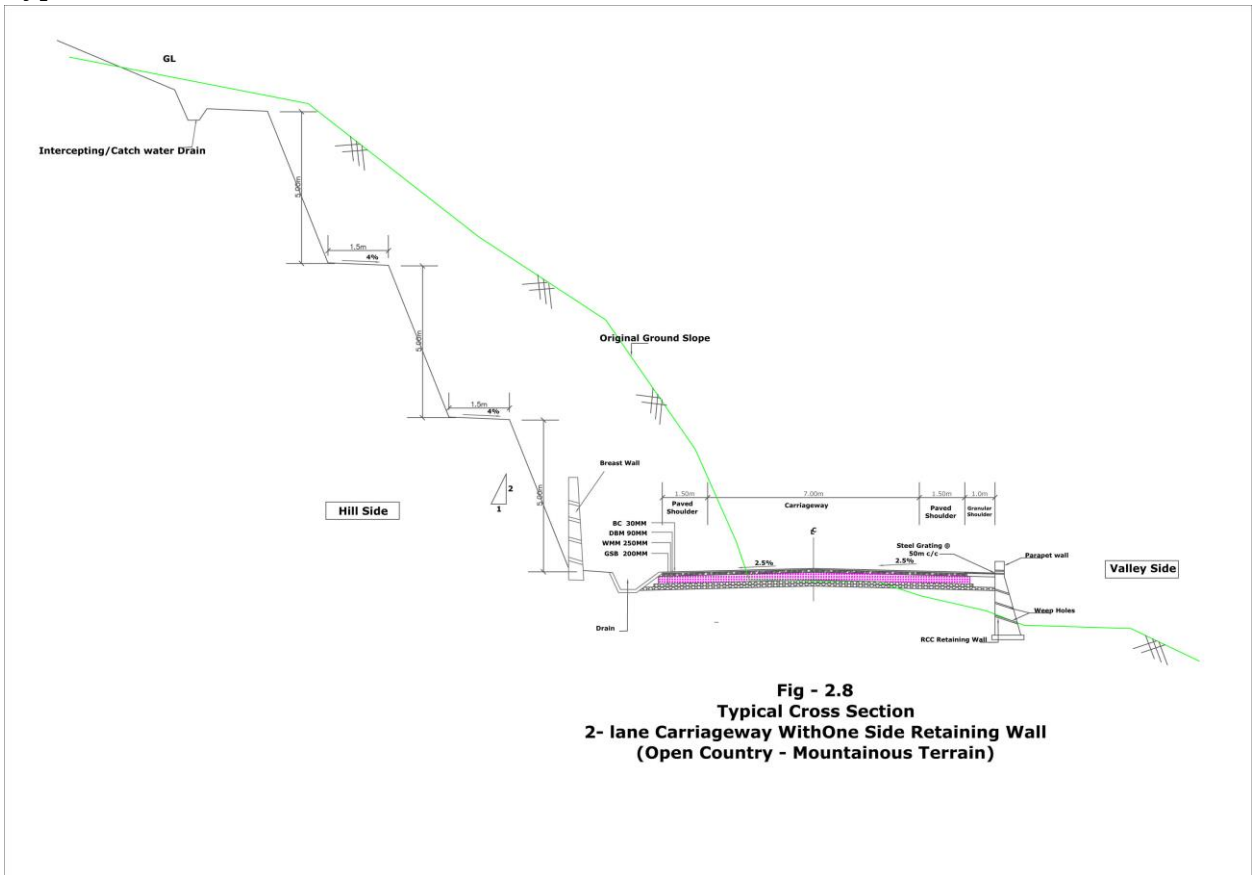 GL
Intercepting/Catch water Drain
5.00m
1.5m
4%
5.00m
Original Ground Slope
1.5m
4%
5.00m
Breast Wall
2
1
Hill Side
1.50m
7.00m
1.50m
1.0m
Paved
Shoulder
Carriageway
Paved
Shoulder
Granular
Shoulder
BC 30MM
DBM 90MM
WMM 250MM
GSB 200MM
2.5%
2.5%
Steel Grating @
50m c/c
Parapet wall
Valley Side
Weep Holes
Drain
RCC Retaining Wall
Fig - 2.8
Typical Cross Section
2- lane Carriageway WithOne Side Retaining Wall
(Open Country - Mountainous Terrain)